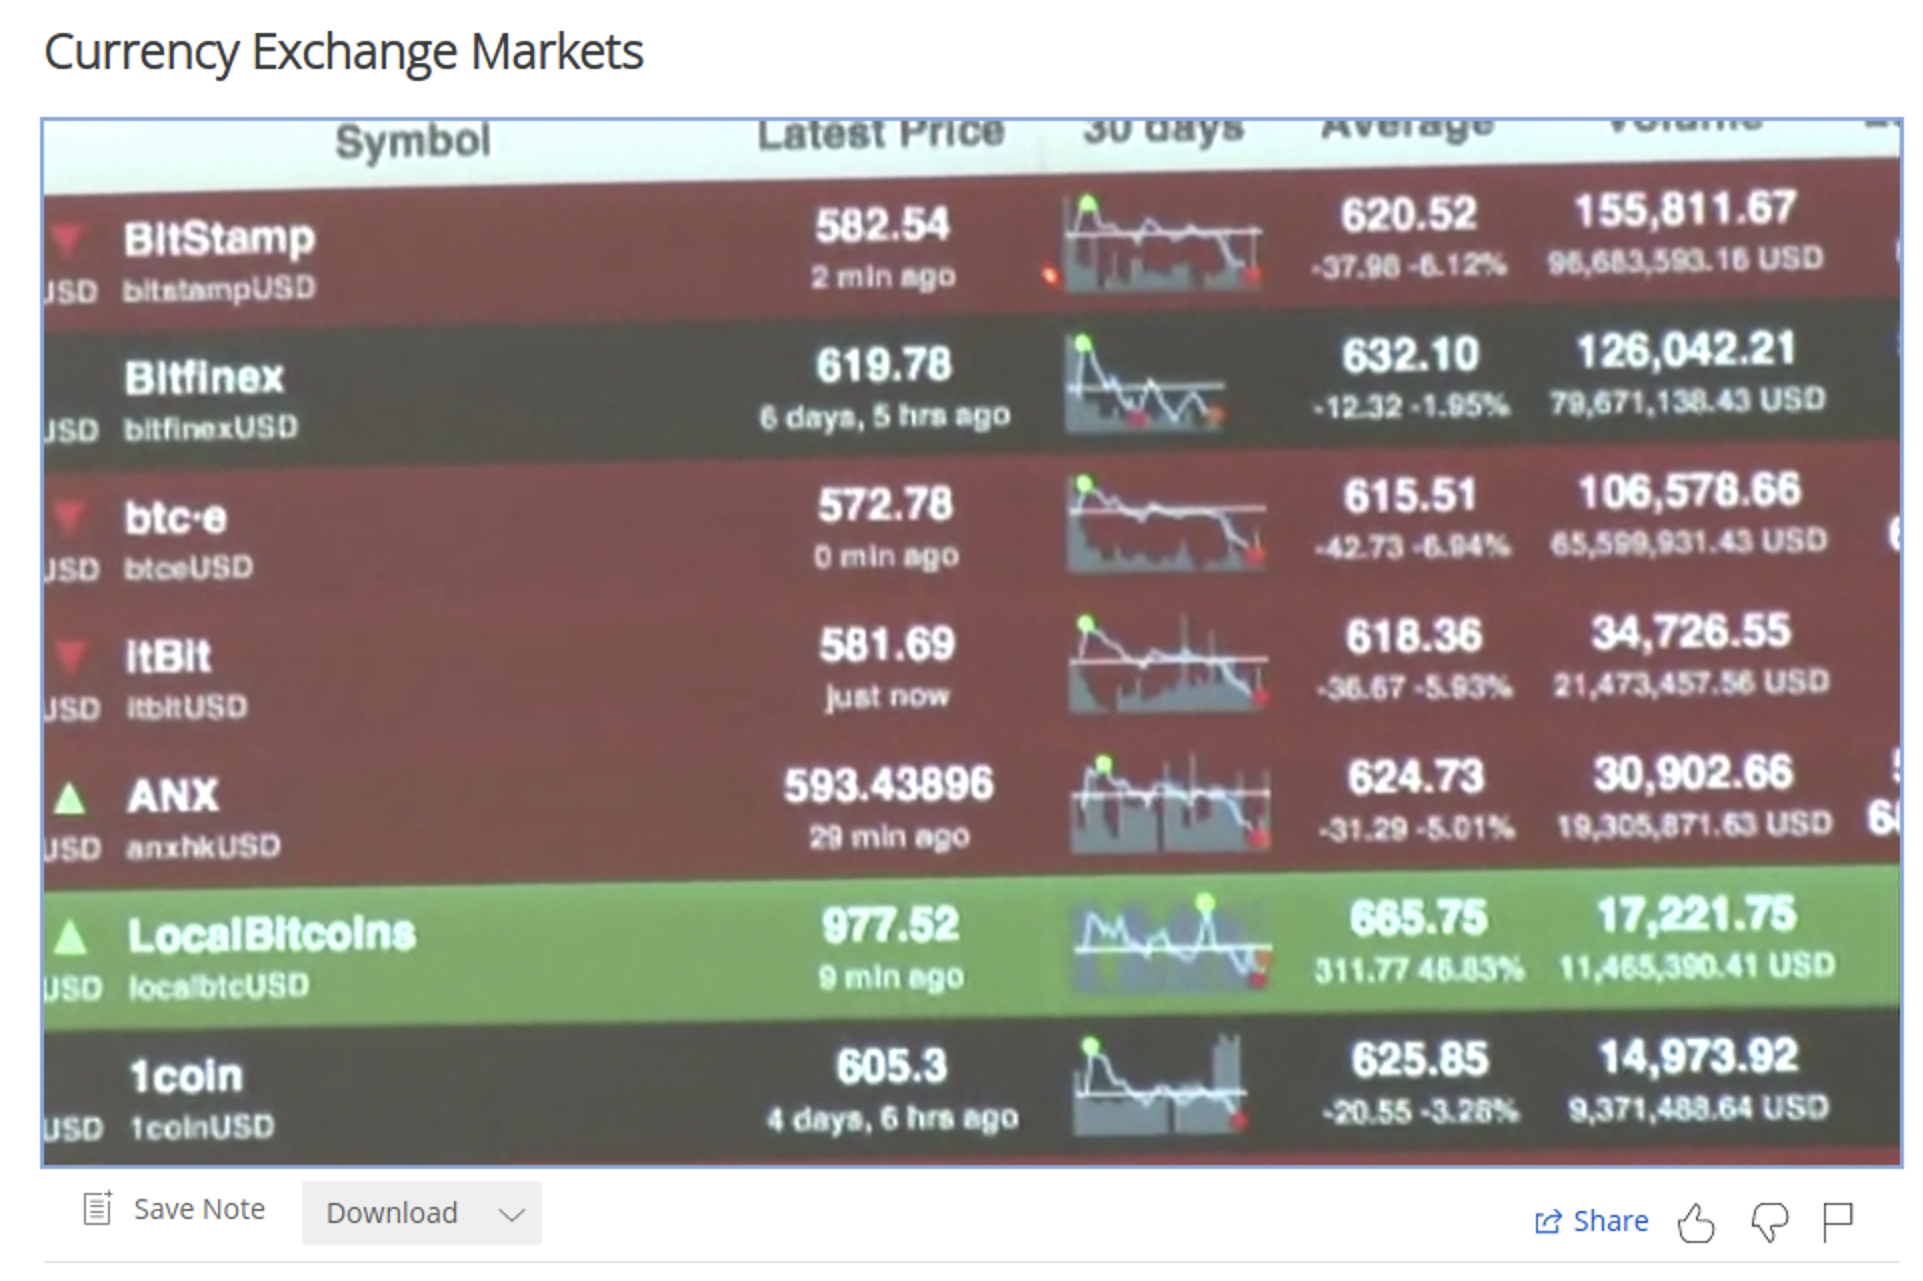 Currency Exchange Markets
Symbol Latest Price 30 days Average Volume
BitStamp 582.54 620.52 155,811.67
USD bitstampUSD 2 min ago -37.98 -6.12% 96,683,593.16 USD
Bitfinex 619.78 632.10 126,042.21
USD bitfinexUSD 6 days, 5 hrs ago -12.32 -1.95% 79,671,138.43 USD
btc-e 572.78 615.51 106,578.66
USD btceUSD 0 min ago -42.73 -6.94% 65,599,931.43 USD
itBit 581.69 618.36 34,726.55
USD itbitUSD just now -36.67 -5.93% 21,473,457.56 USD
ANX 593.43896 624.73 30,902.66
USD anxhkUSD 29 min ago -31.29 -5.01% 19,305,871.63 USD
LocalBitcoins 977.52 665.75 17,221.75
USD localbtcUSD 9 min ago 311.77 46.83% 11,465,390.41 USD
1coin 605.3 625.85 14,973.92
USD 1coinUSD 4 days, 6 hrs ago -20.55 -3.28% 9,371,488.64 USD
Save Note Download Share